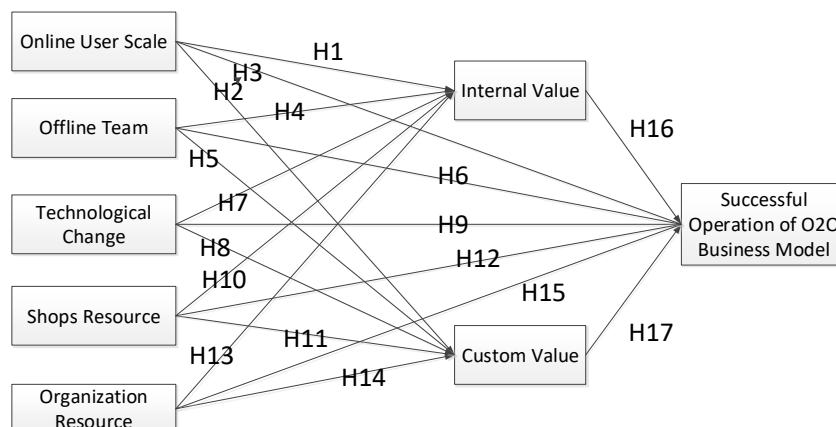 Online User Scale
H1
H3
H2
Internal Value
Offline Team
H4
H16
H5
H6
Technological
Change
H7
H9
Successful
Operation of O2O
Business Model
H8
H12
H10
H15
Shops Resource
H11
H17
H13
Custom Value
H14
Organization
Resource